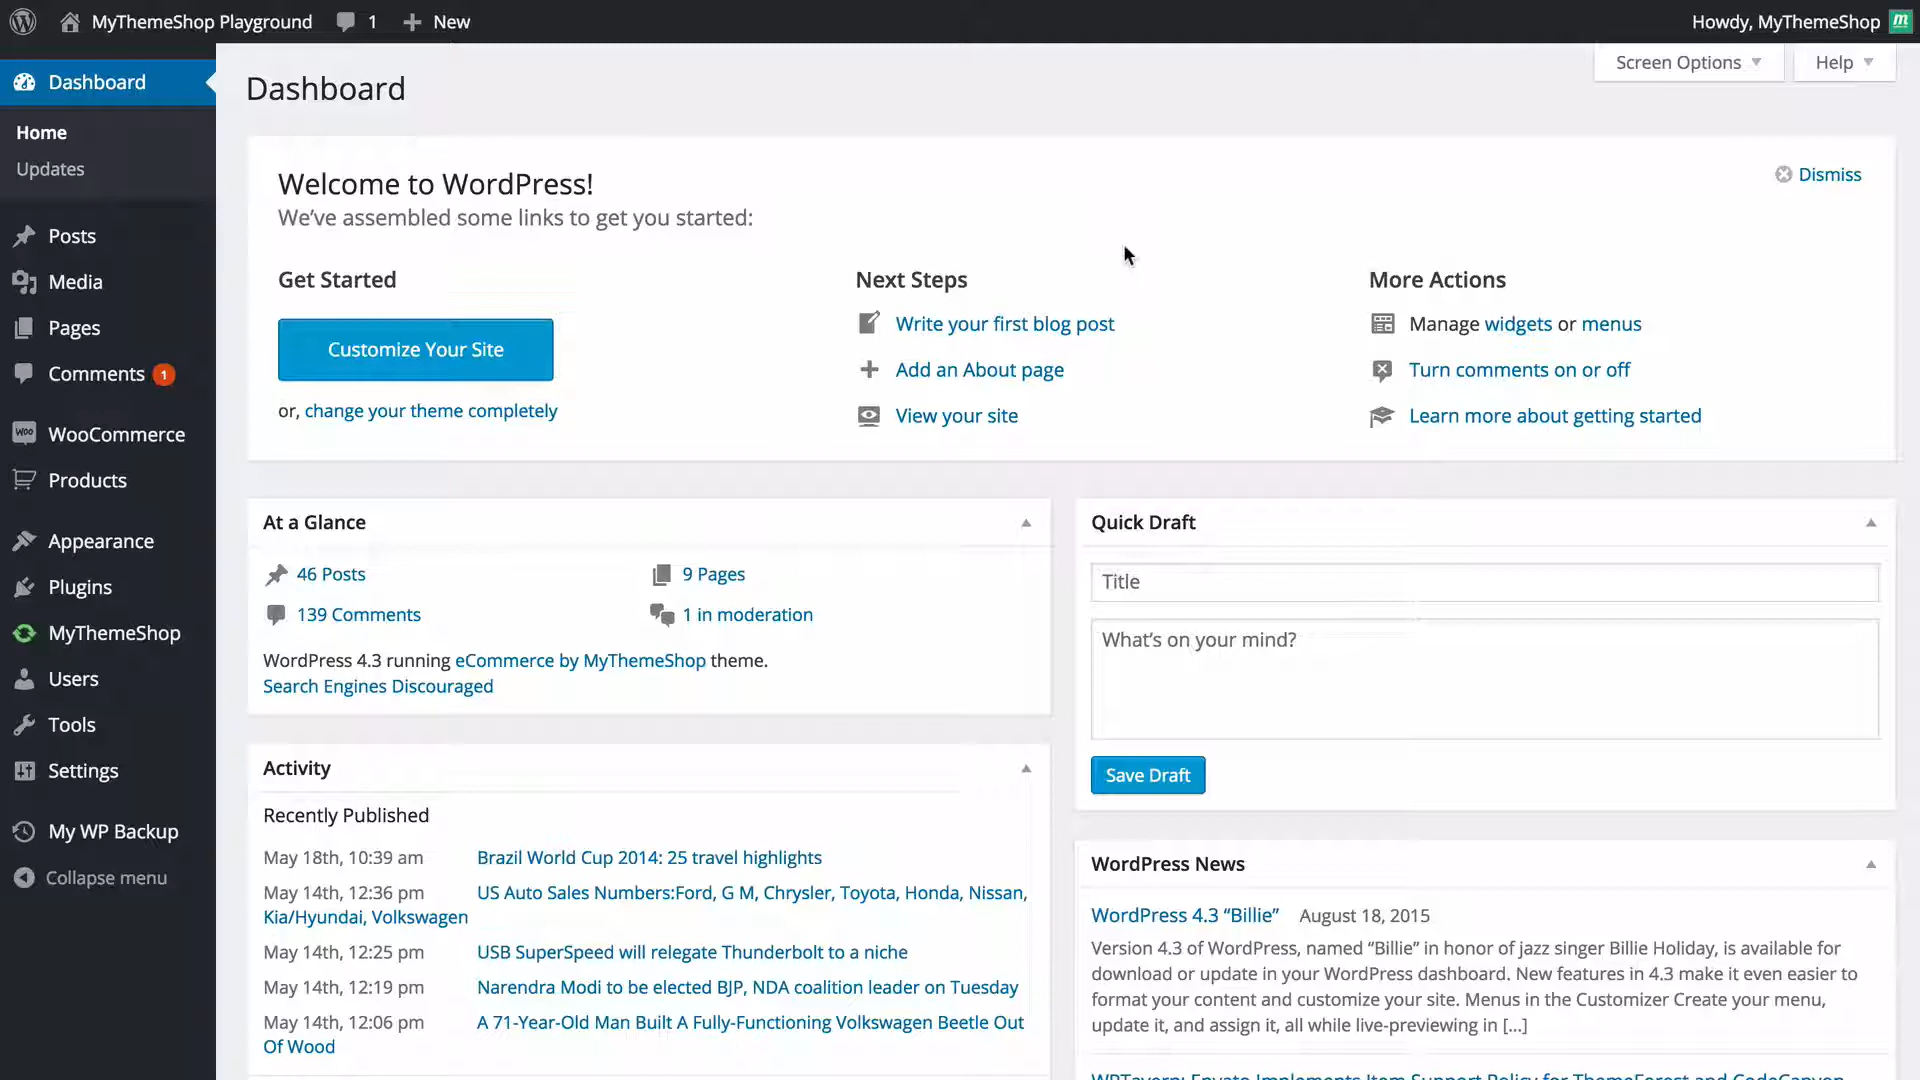 MyThemeShop Playground 1 New
Howdy, MyThemeShop
Dashboard
Home
Updates
Posts
Media
Pages
Comments 1
WooCommerce
Products
Appearance
Plugins
MyThemeShop
Users
Tools
Settings
My WP Backup
Collapse menu
Screen Options
Help
Dashboard
Welcome to WordPress!
We've assembled some links to get you started:
Dismiss
Get Started
Customize Your Site
or, change your theme completely
Next Steps
Write your first blog post
Add an About page
View your site
More Actions
Manage widgets or menus
Turn comments on or off
Learn more about getting started
At a Glance
46 Posts
9 Pages
139 Comments
1 in moderation
WordPress 4.3 running eCommerce by MyThemeShop theme.
Search Engines Discouraged
Activity
Recently Published
May 18th, 10:39 am Brazil World Cup 2014: 25 travel highlights
May 14th, 12:36 pm US Auto Sales Numbers:Ford, G M, Chrysler, Toyota, Honda, Nissan,
Kia/Hyundai, Volkswagen
May 14th, 12:25 pm USB SuperSpeed will relegate Thunderbolt to a niche
May 14th, 12:19 pm Narendra Modi to be elected BJP, NDA coalition leader on Tuesday
May 14th, 12:06 pm A 71-Year-Old Man Built A Fully-Functioning Volkswagen Beetle Out
Of Wood
Quick Draft
Title
What's on your mind?
Save Draft
WordPress News
WordPress 4.3 “Billie” August 18, 2015
Version 4.3 of WordPress, named “Billie” in honor of jazz singer Billie Holiday, is available for
download or update in your WordPress dashboard. New features in 4.3 make it even easier to
format your content and customize your site. Menus in the Customizer Create your menu,
update it, and assign it, all while live-previewing in [...]
WPTavern: Envato Implements Item Support Policy for ThemeForest and CodeCanyon